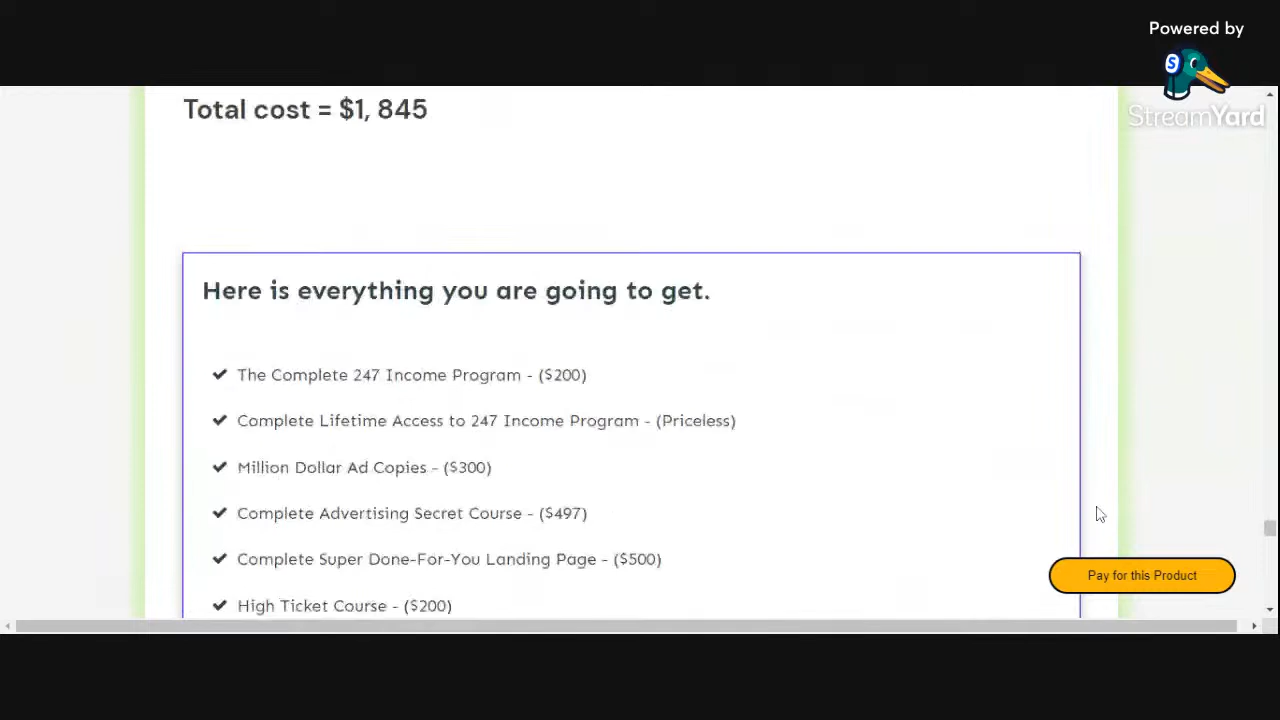 Powered by
StreamYard
Total cost = $1, 845
Here is everything you are going to get.
The Complete 247 Income Program - ($200)
Complete Lifetime Access to 247 Income Program - (Priceless)
Million Dollar Ad Copies - ($300)
Complete Advertising Secret Course - ($497)
Complete Super Done-For-You Landing Page - ($500)
Pay for this Product
High Ticket Course - ($200)